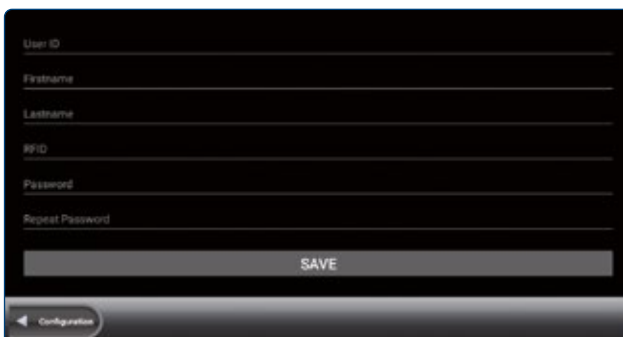 User ID
Firstname
Lastname
RFID
Password
Repeat Password
SAVE
Configuration